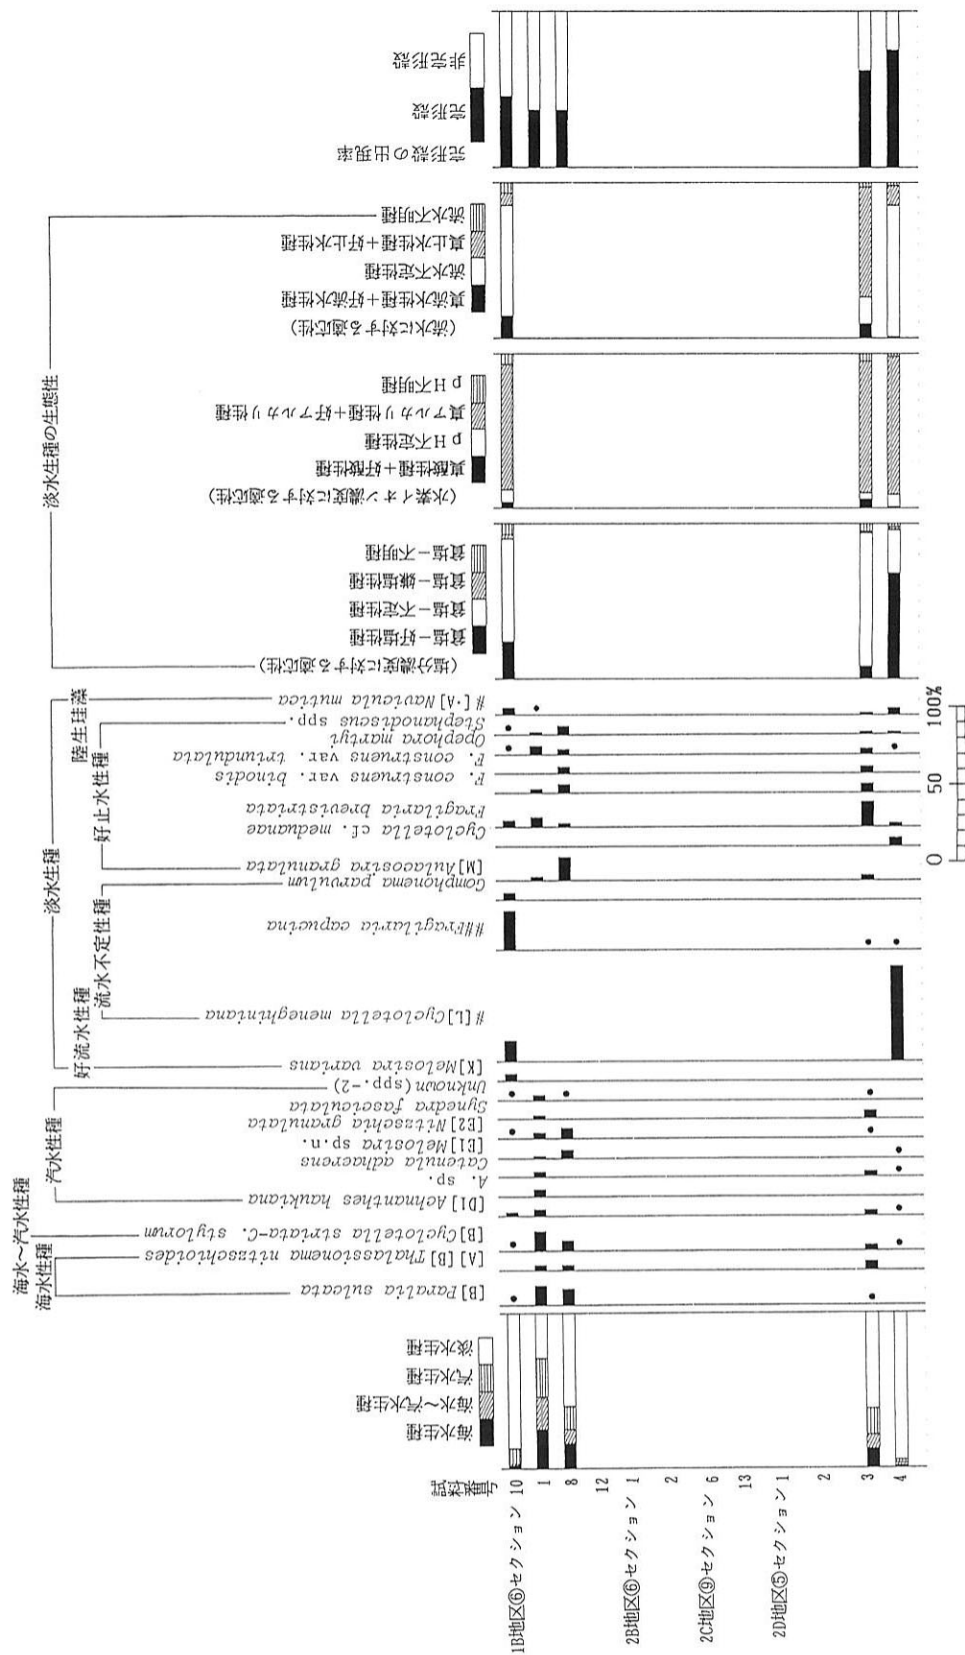 海水~汽水性種
海水性種
汽水性種
好流水性種
流水不定性種
淡水生種
好止水性種
陸生珪藻
淡水生種の生態性
試料番号
海水生種
海水~汽水生種
汽水生種
淡水生種
[B]Paralia sulcata
[A][B]Thalassionema nitzschioides
[B]Cyclotella striata-C. stylorum
[D1]Achnanthes haukiana
A. sp.
Catenula adhaerens
[E1]Melosira sp.n.
[E2]Nitzschia granulata
Synedra fasciculata
Unknown(spp.-2)
[K]Melosira varians
#[L]Cyclotella meneghiniana
##Fragilaria capucina
Gomphonema parvulum
[M]Aulacosira granulata
Cyclotella cf. meduanae
Fragilaria brevistriata
F. construens var. binodis
F. construens var. triundulata
Opephora martyi
Stephanodiscus spp.
#[·A]Navicula mutica
(塩分濃度に対する適応性)
貧塩-好塩性種
貧塩-不定性種
貧塩-嫌塩性種
貧塩-不明種
(水素イオン濃度に対する適応性)
真酸性種+好酸性種
pH不定性種
真アルカリ性種+好アルカリ性種
pH不明種
(流水に対する適応性)
真流水性種+好流水性種
流水不定性種
真止水性種+好止水性種
流水不明種
完形殻の出現率
完形殻
非完形殻
1B地区⑥セクション 10
1
8
12
2B地区⑥セクション 1
2
2C地区⑨セクション 6
13
2D地区⑤セクション 1
2
3
4
0 50 100%